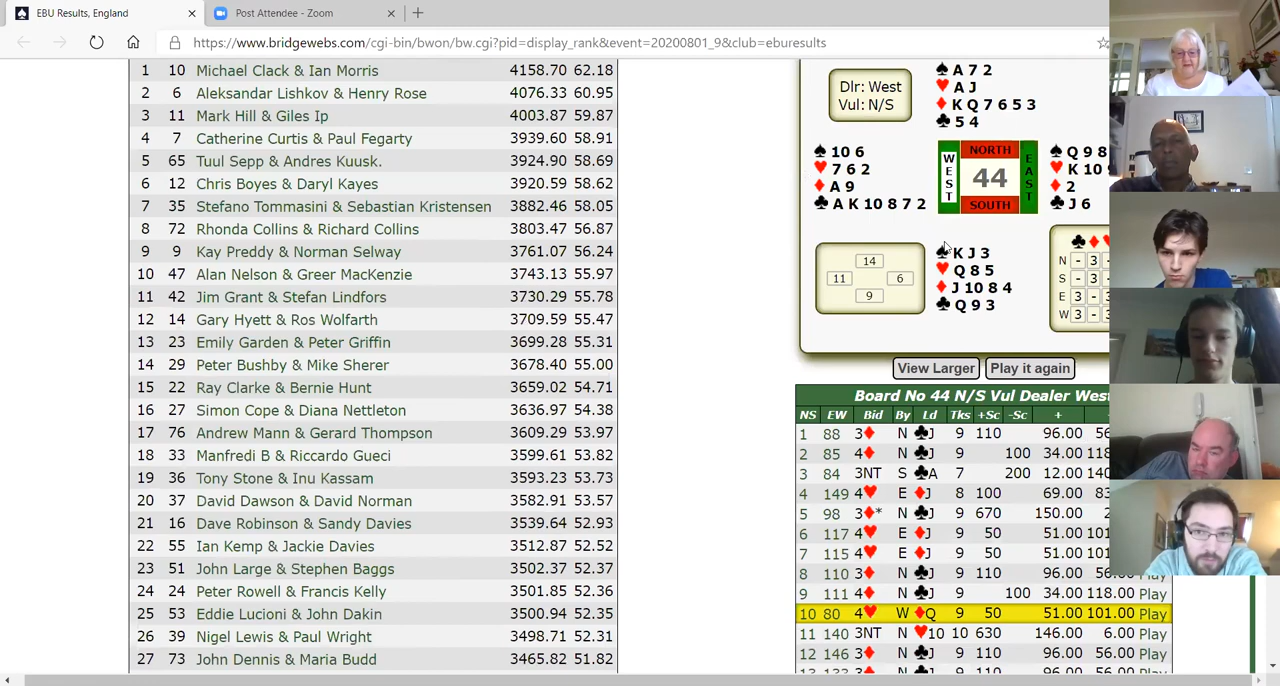 EBU Results, England
Post Attendee - Zoom
https://www.bridgewebs.com/cgi-bin/bwon/bw.cgi?pid=display_rank&event=20200801_9&club=eburesults
1 10 Michael Clack & Ian Morris 4158.70 62.18
2 6 Aleksandar Lishkov & Henry Rose 4076.33 60.95
3 11 Mark Hill & Giles Ip 4003.87 59.87
4 7 Catherine Curtis & Paul Fegarty 3939.60 58.91
5 65 Tuul Sepp & Andres Kuusk. 3924.90 58.69
6 12 Chris Boyes & Daryl Kayes 3920.59 58.62
7 35 Stefano Tommasini & Sebastian Kristensen 3882.46 58.05
8 72 Rhonda Collins & Richard Collins 3803.47 56.87
9 9 Kay Preddy & Norman Selway 3761.07 56.24
10 47 Alan Nelson & Greer MacKenzie 3743.13 55.97
11 42 Jim Grant & Stefan Lindfors 3730.29 55.78
12 14 Gary Hyett & Ros Wolfarth 3709.59 55.47
13 23 Emily Garden & Peter Griffin 3699.28 55.31
14 29 Peter Bushby & Mike Sherer 3678.40 55.00
15 22 Ray Clarke & Bernie Hunt 3659.02 54.71
16 27 Simon Cope & Diana Nettleton 3636.97 54.38
17 76 Andrew Mann & Gerard Thompson 3609.29 53.97
18 33 Manfredi B & Riccardo Gueci 3599.61 53.82
19 36 Tony Stone & Inu Kassam 3593.23 53.73
20 37 David Dawson & David Norman 3582.91 53.57
21 16 Dave Robinson & Sandy Davies 3539.64 52.93
22 55 Ian Kemp & Jackie Davies 3512.87 52.52
23 51 John Large & Stephen Baggs 3502.37 52.37
24 24 Peter Rowell & Francis Kelly 3501.85 52.36
25 53 Eddie Lucioni & John Dakin 3500.94 52.35
26 39 Nigel Lewis & Paul Wright 3498.71 52.31
27 73 John Dennis & Maria Budd 3465.82 51.82
Dlr: West
Vul: N/S
♠ A 7 2
♥ A J
♦ K Q 7 6 5 3
♣ 5 4
♠ 10 6
♥ 7 6 2
♦ A 9
♣ A K 10 8 7 2
NORTH
WEST
44
EAST
SOUTH
♠ Q 9 8
♥ K 10 9
♦ 2
♣ J 6
♠ K J 3
♥ Q 8 5
♦ J 10 8 4
♣ Q 9 3
14
11 6
9
♣ ♦ ♥
N - 3 -
S - 3 -
E 3 - 3
W 3 - 3
View Larger
Play it again
Board No 44 N/S Vul Dealer West
NS EW Bid By Ld Tks +Sc -Sc +
1 88 3♦ N ♣J 9 110 96.00 56
2 85 4♦ N ♣J 9 100 34.00 118
3 84 3NT S ♣A 7 200 12.00 140
4 149 4♥ E ♦J 8 100 69.00 83
5 98 3♦* N ♣J 9 670 150.00 2
6 117 4♥ E ♦J 9 50 51.00 101
7 115 4♥ E ♦J 9 50 51.00 101
8 110 3♦ N ♣J 9 110 96.00 56
9 111 4♦ N ♣J 9 100 34.00 118.00 Play
10 80 4♥ W ♦Q 9 50 51.00 101.00 Play
11 140 3NT N ♥10 10 630 146.00 6.00 Play
12 146 3♦ N ♣J 9 110 96.00 56.00 Play